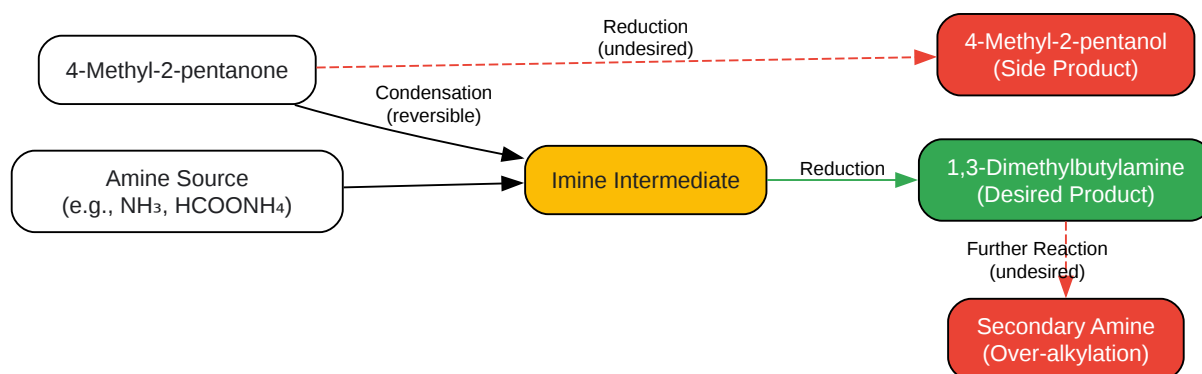 Reduction
(undesired)
4-Methyl-2-pentanol
(Side Product)
4-Methyl-2-pentanone
Condensation
(reversible)
Amine Source
(e.g., NH₃, HCOONH₄)
Imine Intermediate
Reduction
1,3-Dimethylbutylamine
(Desired Product)
Further Reaction
(undesired)
Secondary Amine
(Over-alkylation)